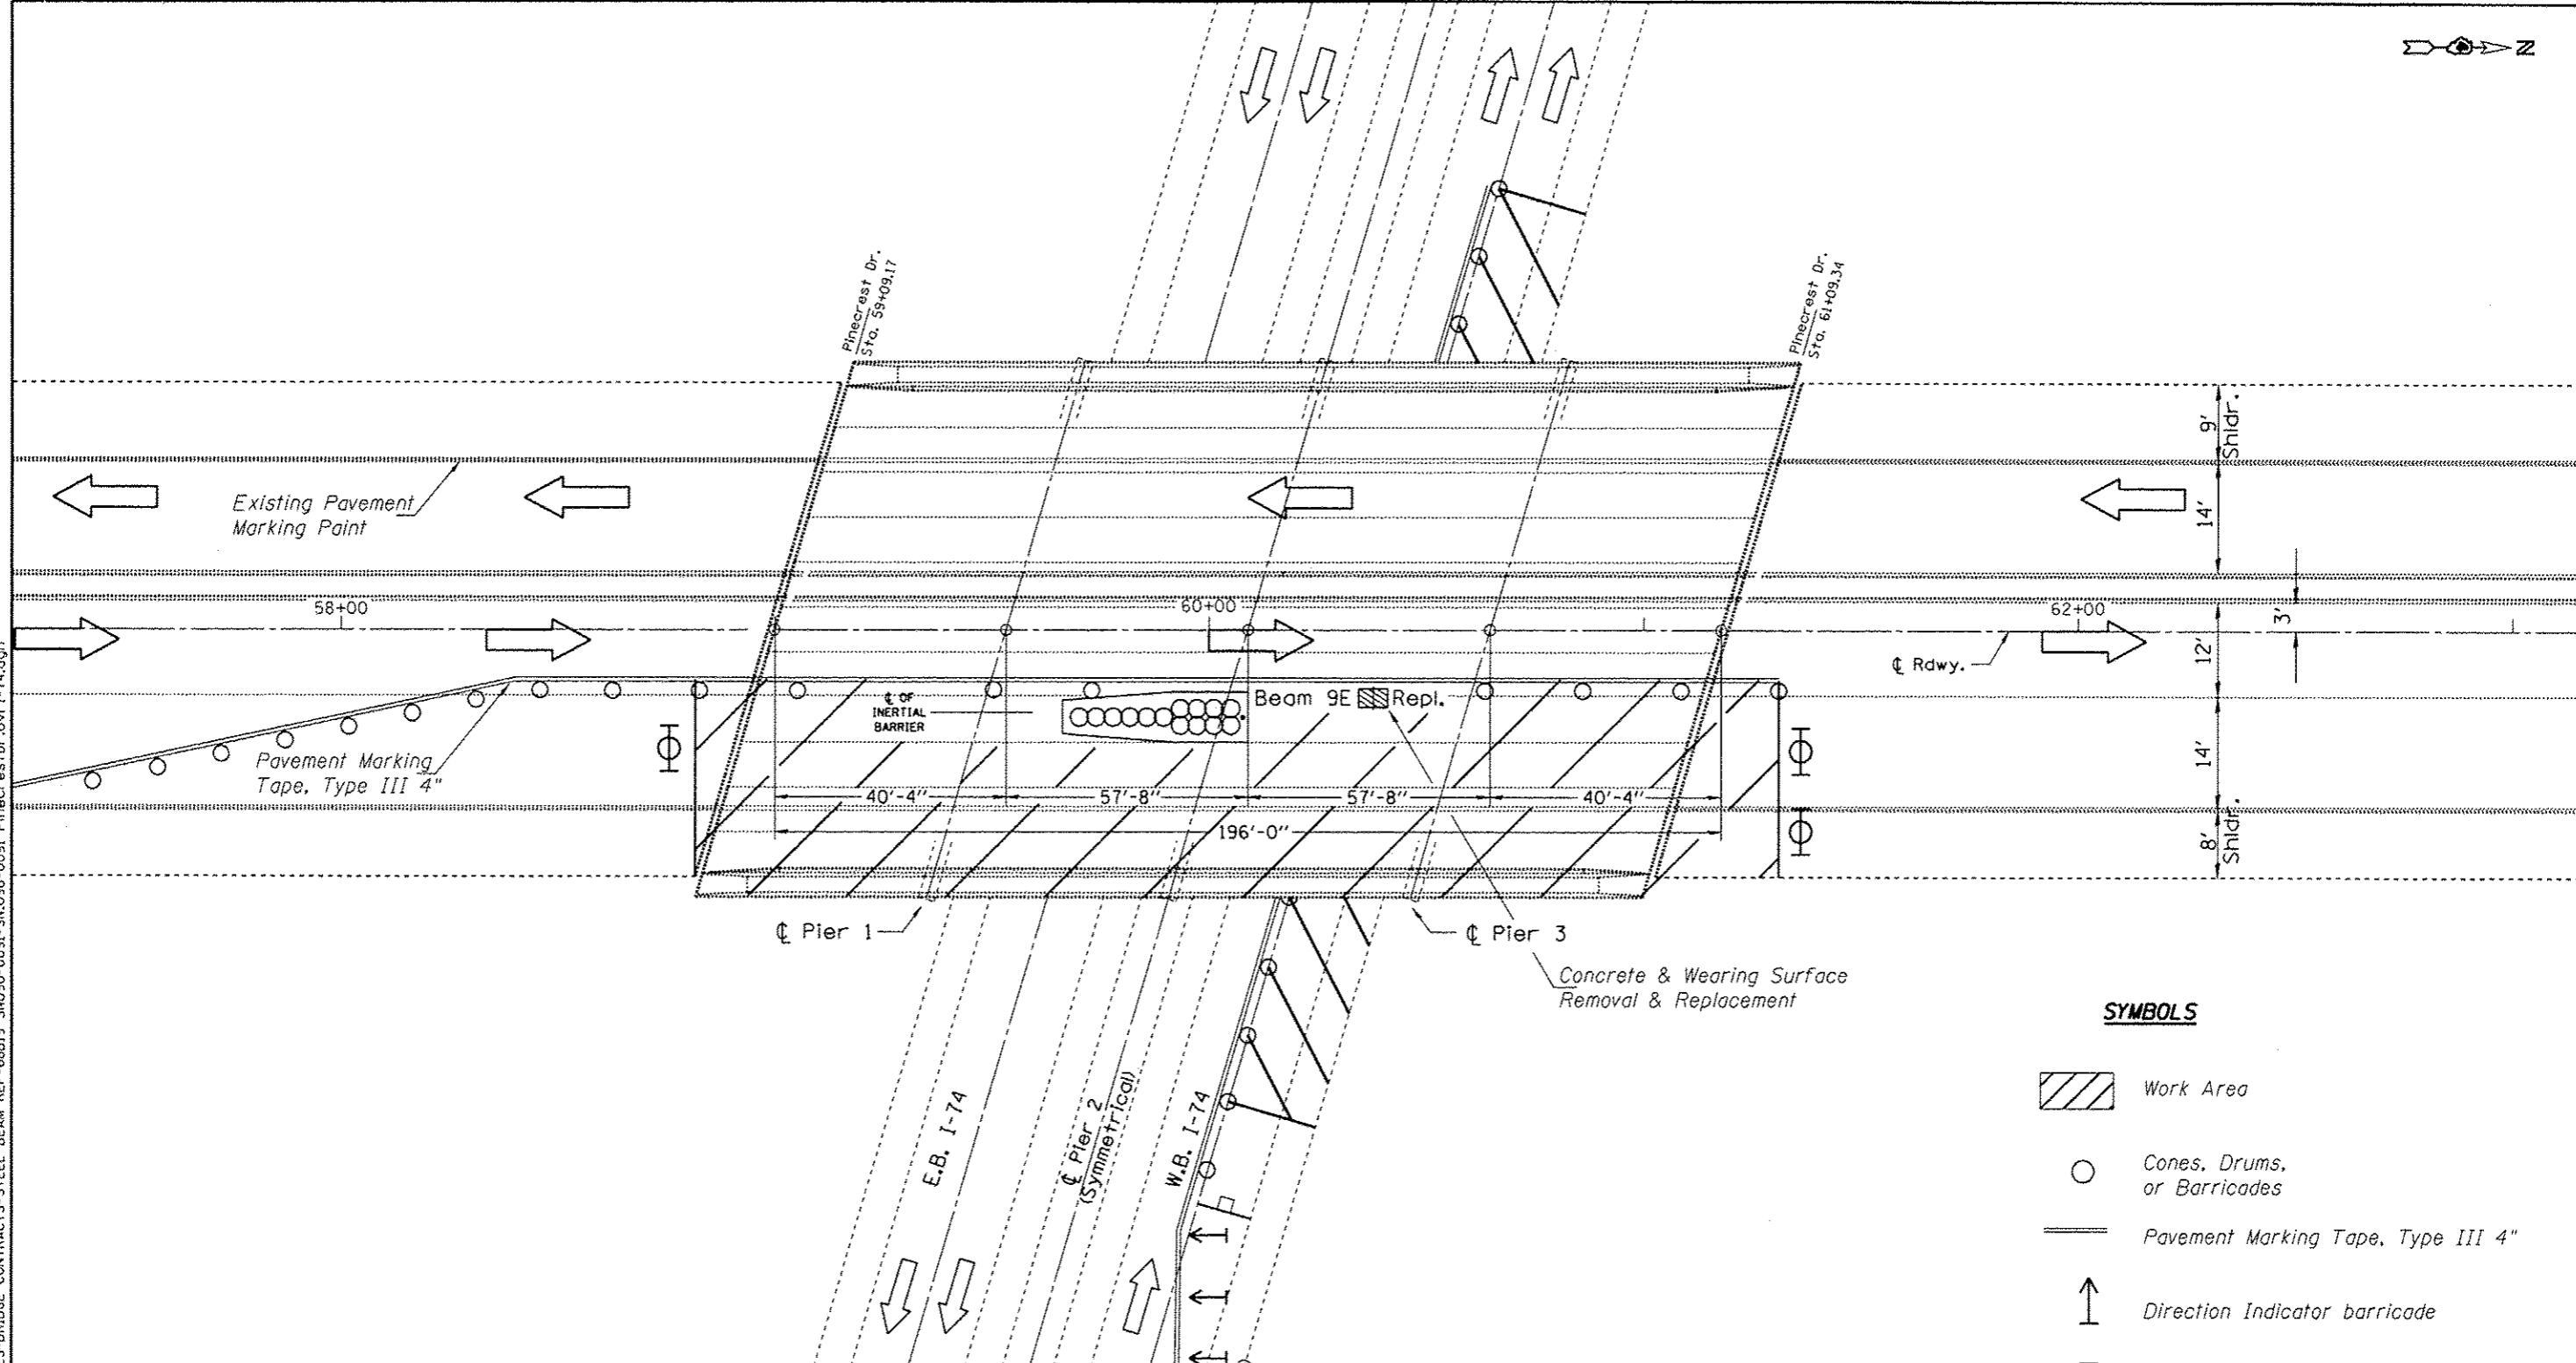 N
Pinecrest Dr.
Sta. 59+09.17
Pinecrest Dr.
Sta. 61+09.34
9'
Shldr.
Existing Pavement
Marking Paint
14'
58+00
60+00
62+00
3'
12'
℄ Rdwy.
℄ OF
INERTIAL
BARRIER
Beam 9E Repl.
Pavement Marking
Tape, Type III 4"
14'
40'-4"
57'-8"
57'-8"
40'-4"
196'-0"
8'
Shldr.
℄ Pier 1
℄ Pier 3
Concrete & Wearing Surface
Removal & Replacement
E.B. I-74
℄ Pier 2
(Symmetrical)
W.B. I-74
SYMBOLS
Work Area
Cones, Drums,
or Barricades
Pavement Marking Tape, Type III 4"
Direction Indicator barricade